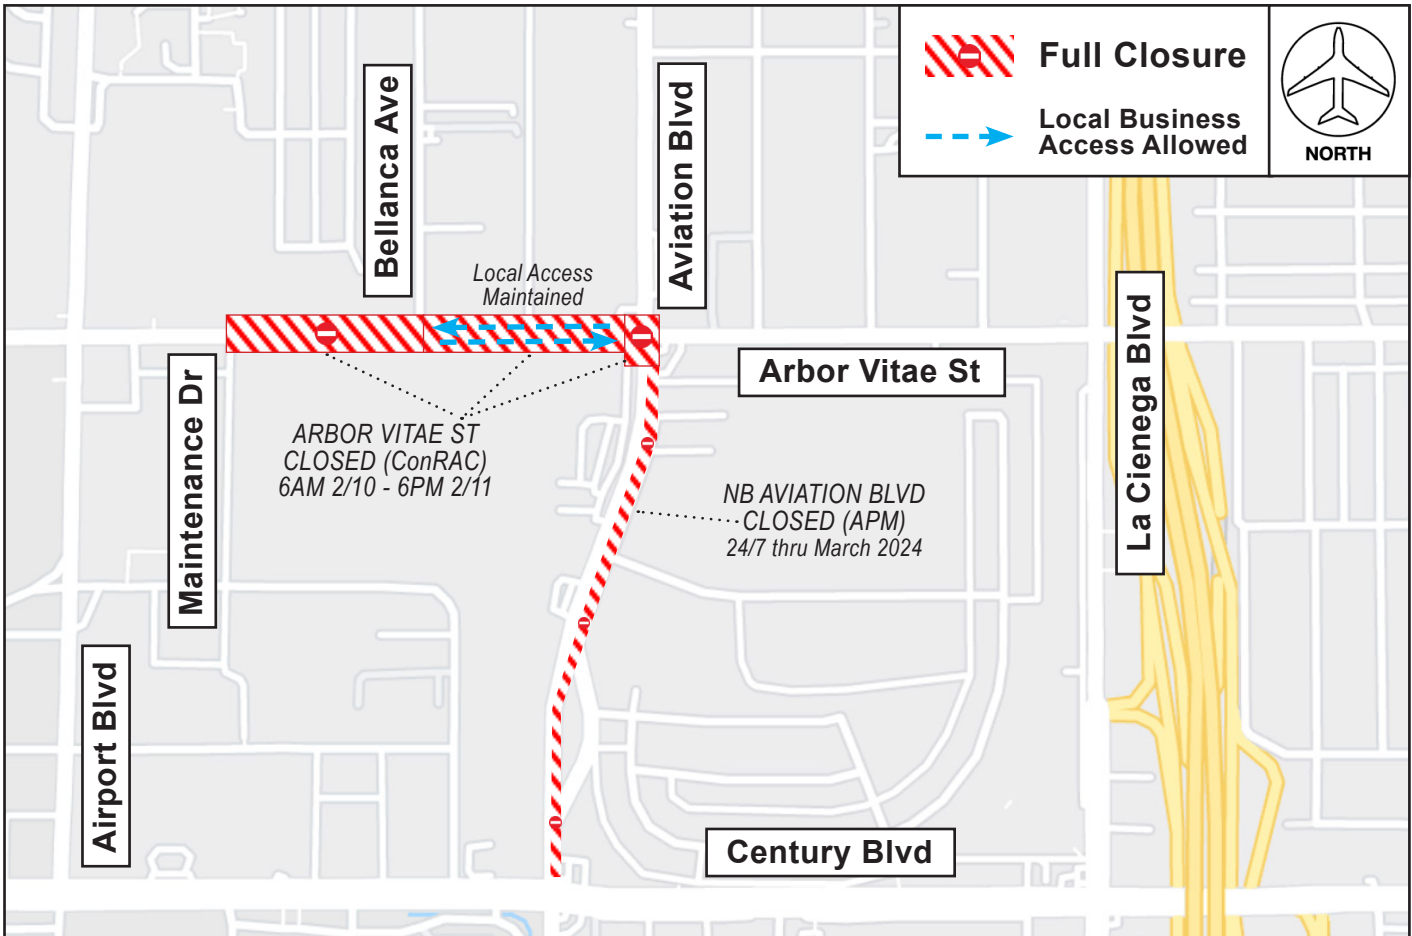 Full Closure
Local Business
Access Allowed
NORTH
Bellanca Ave
Aviation Blvd
Local Access
Maintained
La Cienega Blvd
Maintenance Dr
Arbor Vitae St
ARBOR VITAE ST
CLOSED (ConRAC)
6AM 2/10 - 6PM 2/11
NB AVIATION BLVD
CLOSED (APM)
24/7 thru March 2024
Airport Blvd
Century Blvd